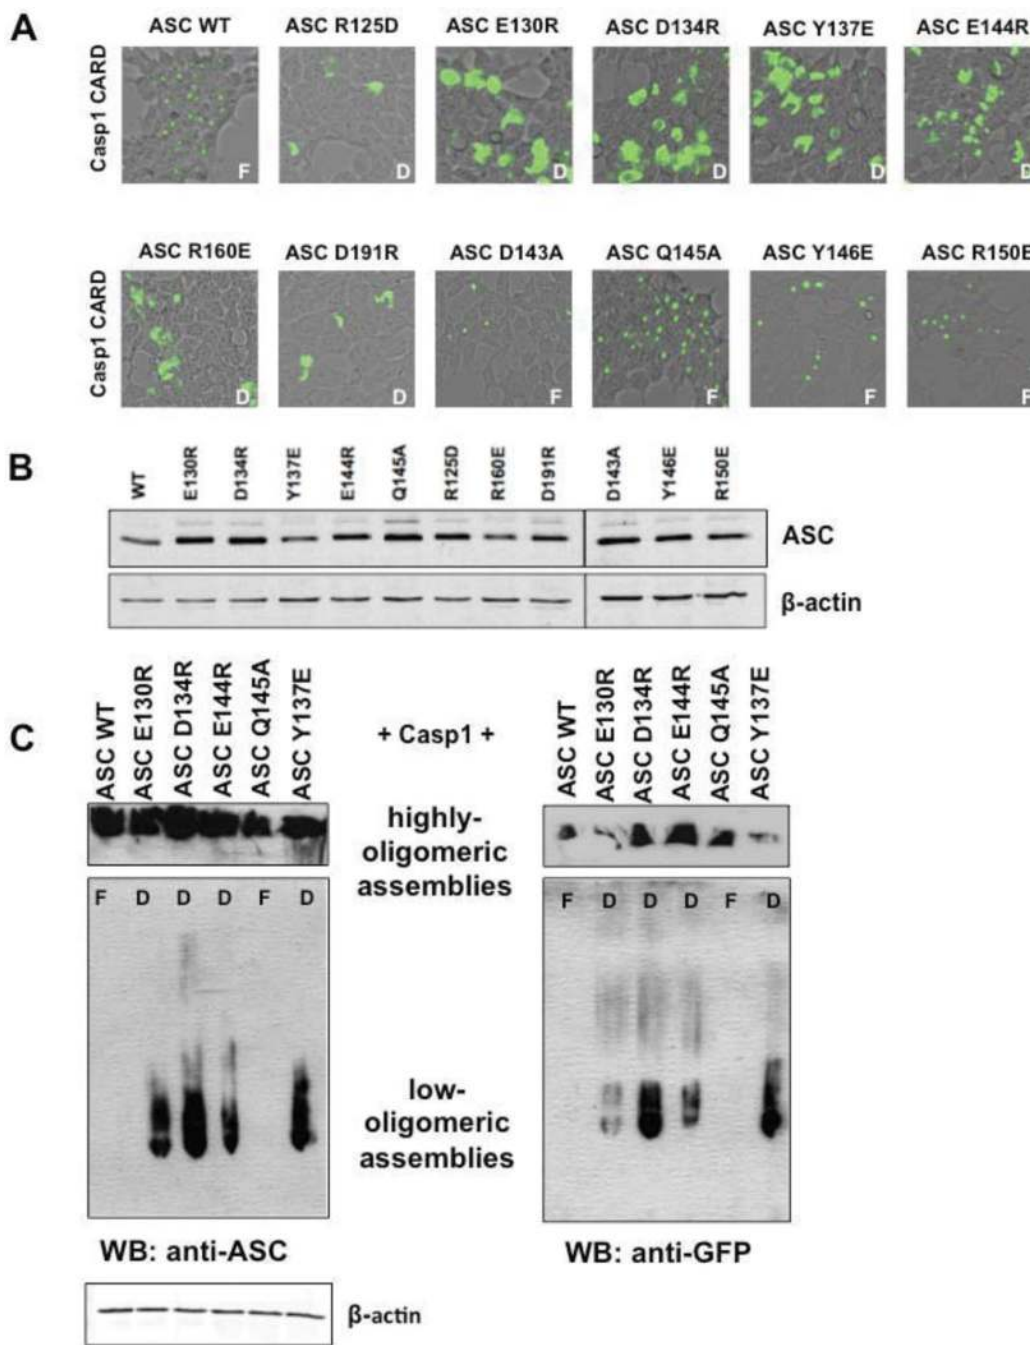 A
ASC WT ASC R125D ASC E130R ASC D134R ASC Y137E ASC E144R
Casp1 CARD
F D D D D D
ASC R160E ASC D191R ASC D143A ASC Q145A ASC Y146E ASC R150E
Casp1 CARD
D D F F F F
B
WT E130R D134R Y137E E144R Q145A R125D R160E D191R D143A Y146E R150E
ASC
β-actin
C
ASC WT ASC E130R ASC D134R ASC E144R ASC Q145A ASC Y137E
+ Casp1 +
ASC WT ASC E130R ASC D134R ASC E144R ASC Q145A ASC Y137E
highly-
oligomeric
assemblies
F D D D F D
F D D D F D
low-
oligomeric
assemblies
WB: anti-ASC
WB: anti-GFP
β-actin